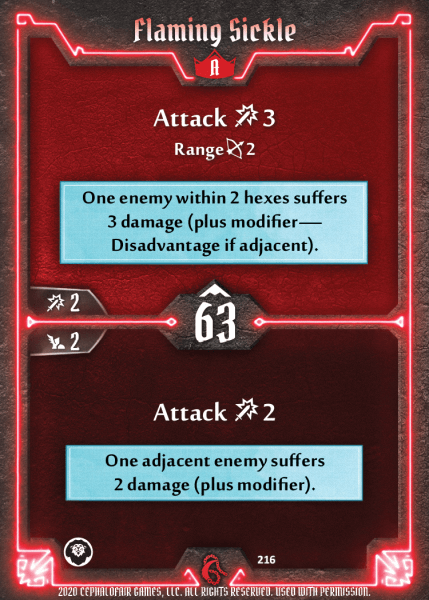 Flaming Sickle
A
Attack 3
Range 2
One enemy within 2 hexes suffers
3 damage (plus modifier—
Disadvantage if adjacent).
2
63
2
Attack 2
One adjacent enemy suffers
2 damage (plus modifier).
216
2020 CEPHALOFAIR GAMES, LLC. ALL RIGHTS RESERVED. USED WITH PERMISSION.